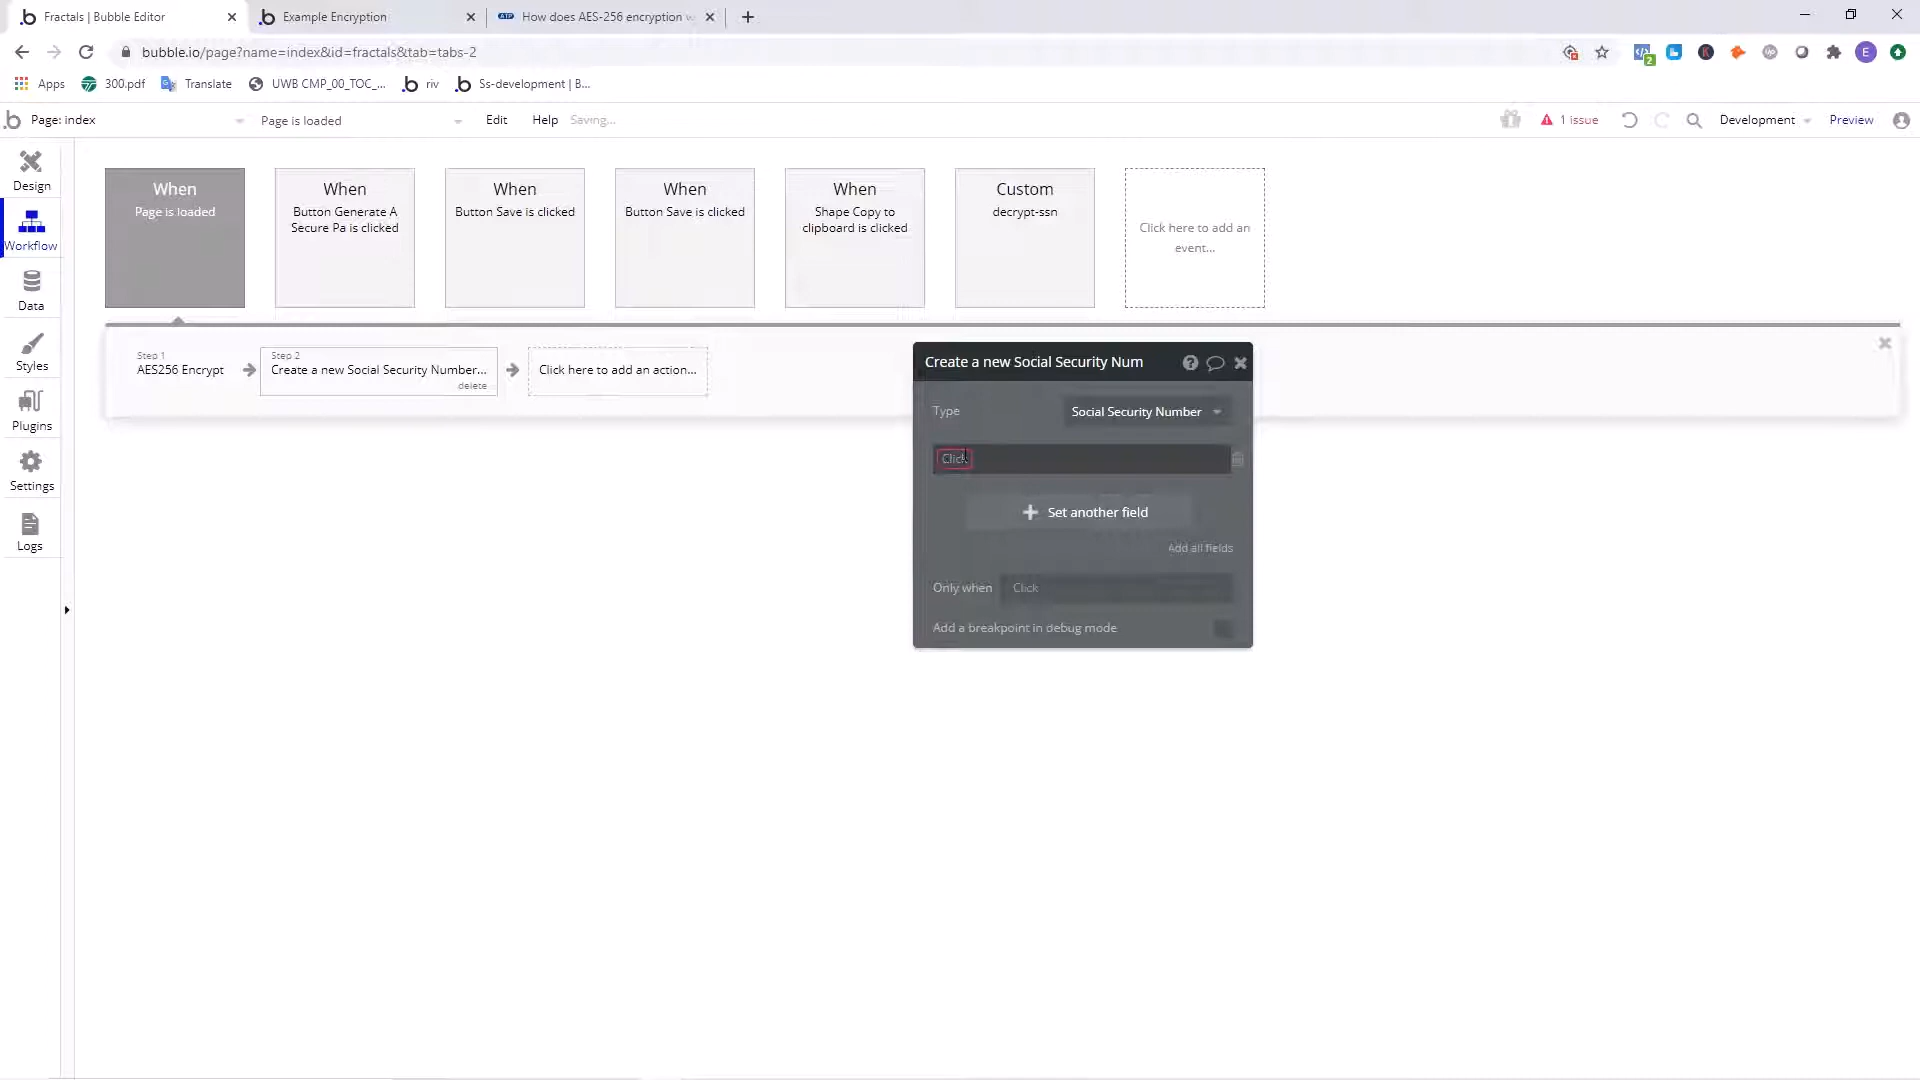 Fractals | Bubble Editor
Example Encryption
How does AES-256 encryption w
bubble.io/page?name=index&id=fractals&tab=tabs-2
2
E
Apps
300.pdf
Translate
UWB CMP_00_TOC_...
riv
Ss-development | B...
Page: index
Page is loaded
Edit
Help
Saving...
1 issue
Development
Preview
Design
Workflow
Data
Styles
Plugins
Settings
Logs
When
Page is loaded
When
Button Generate A
Secure Pa is clicked
When
Button Save is clicked
When
Button Save is clicked
When
Shape Copy to
clipboard is clicked
Custom
decrypt-ssn
Click here to add an
event...
Step 1
AES256 Encrypt
Step 2
Create a new Social Security Number...
delete
Click here to add an action...
Create a new Social Security Num
Type
Social Security Number
Click
Set another field
Add all fields
Only when
Click
Add a breakpoint in debug mode